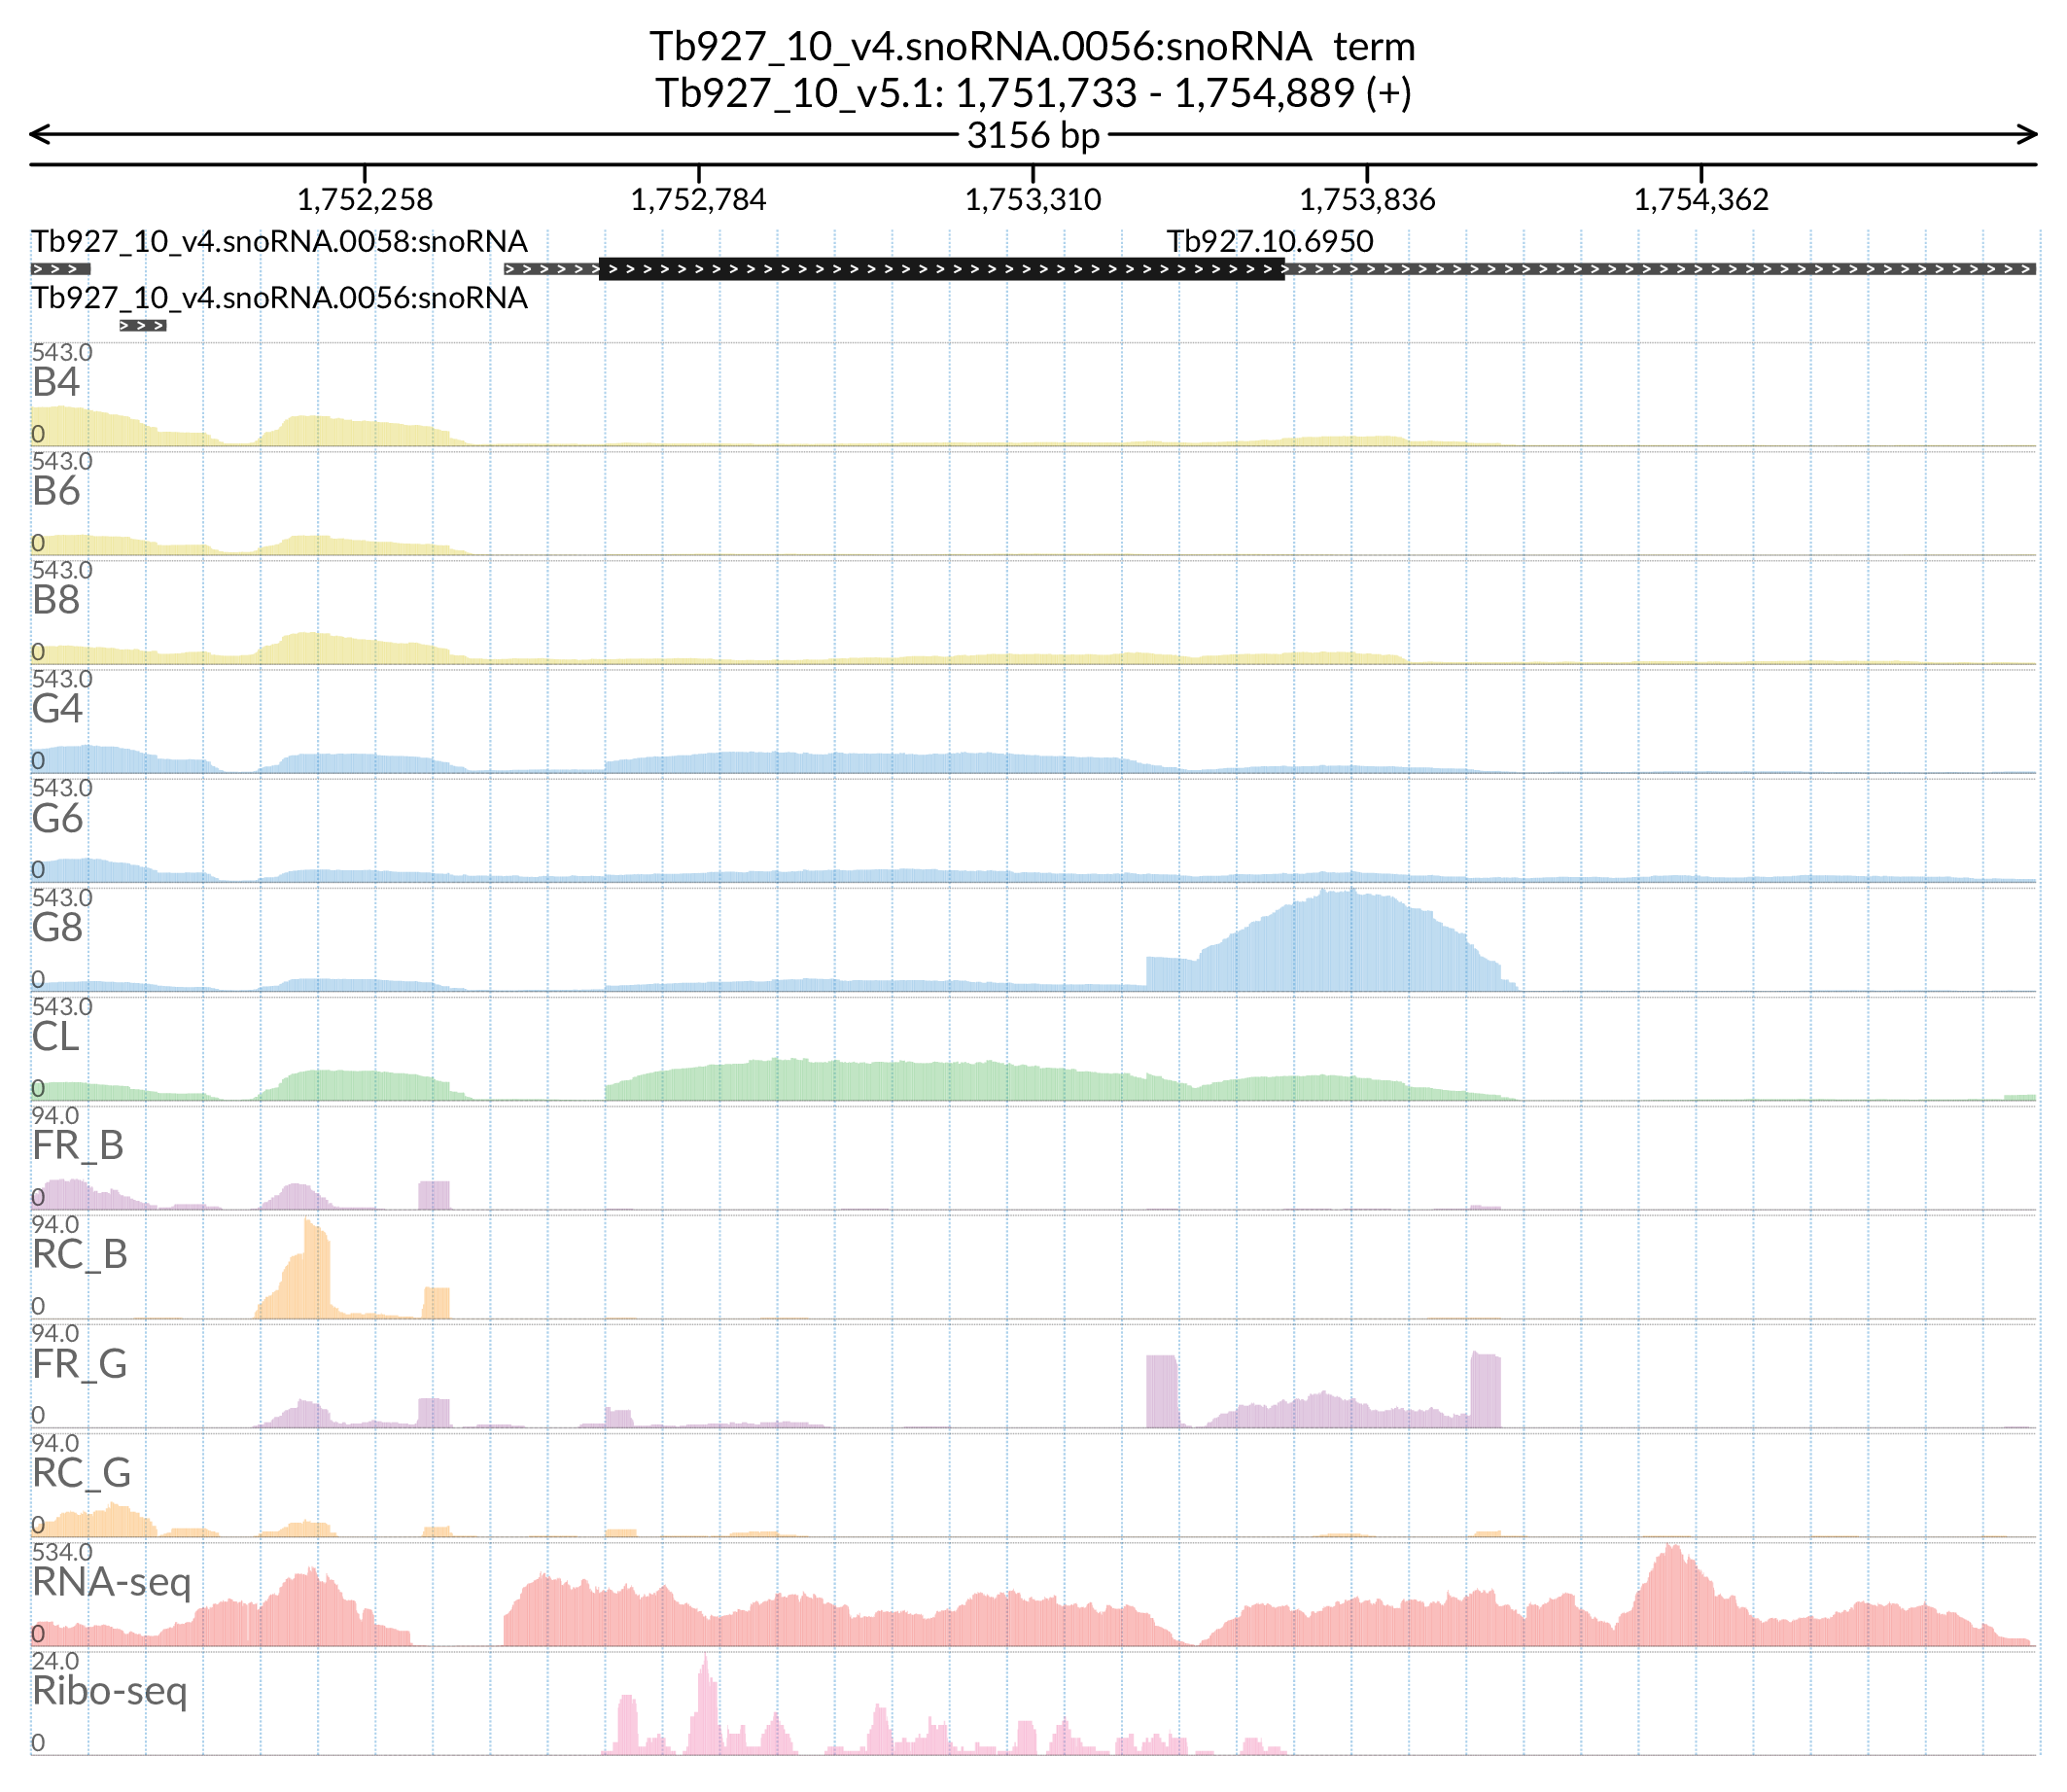 Tb927_10_v4.snoRNA.0056:snoRNA term
Tb927_10_v5.1: 1,751,733 - 1,754,889 (+)
3156 bp
1,752,258 1,752,784 1,753,310 1,753,836 1,754,362
Tb927_10_v4.snoRNA.0058:snoRNA Tb927.10.6950
Tb927_10_v4.snoRNA.0056:snoRNA
543.0
B4
0
543.0
B6
0
543.0
B8
0
543.0
G4
0
543.0
G6
0
543.0
G8
0
543.0
CL
0
94.0
FR_B
0
94.0
RC_B
0
94.0
FR_G
0
94.0
RC_G
0
534.0
RNA-seq
0
24.0
Ribo-seq
0